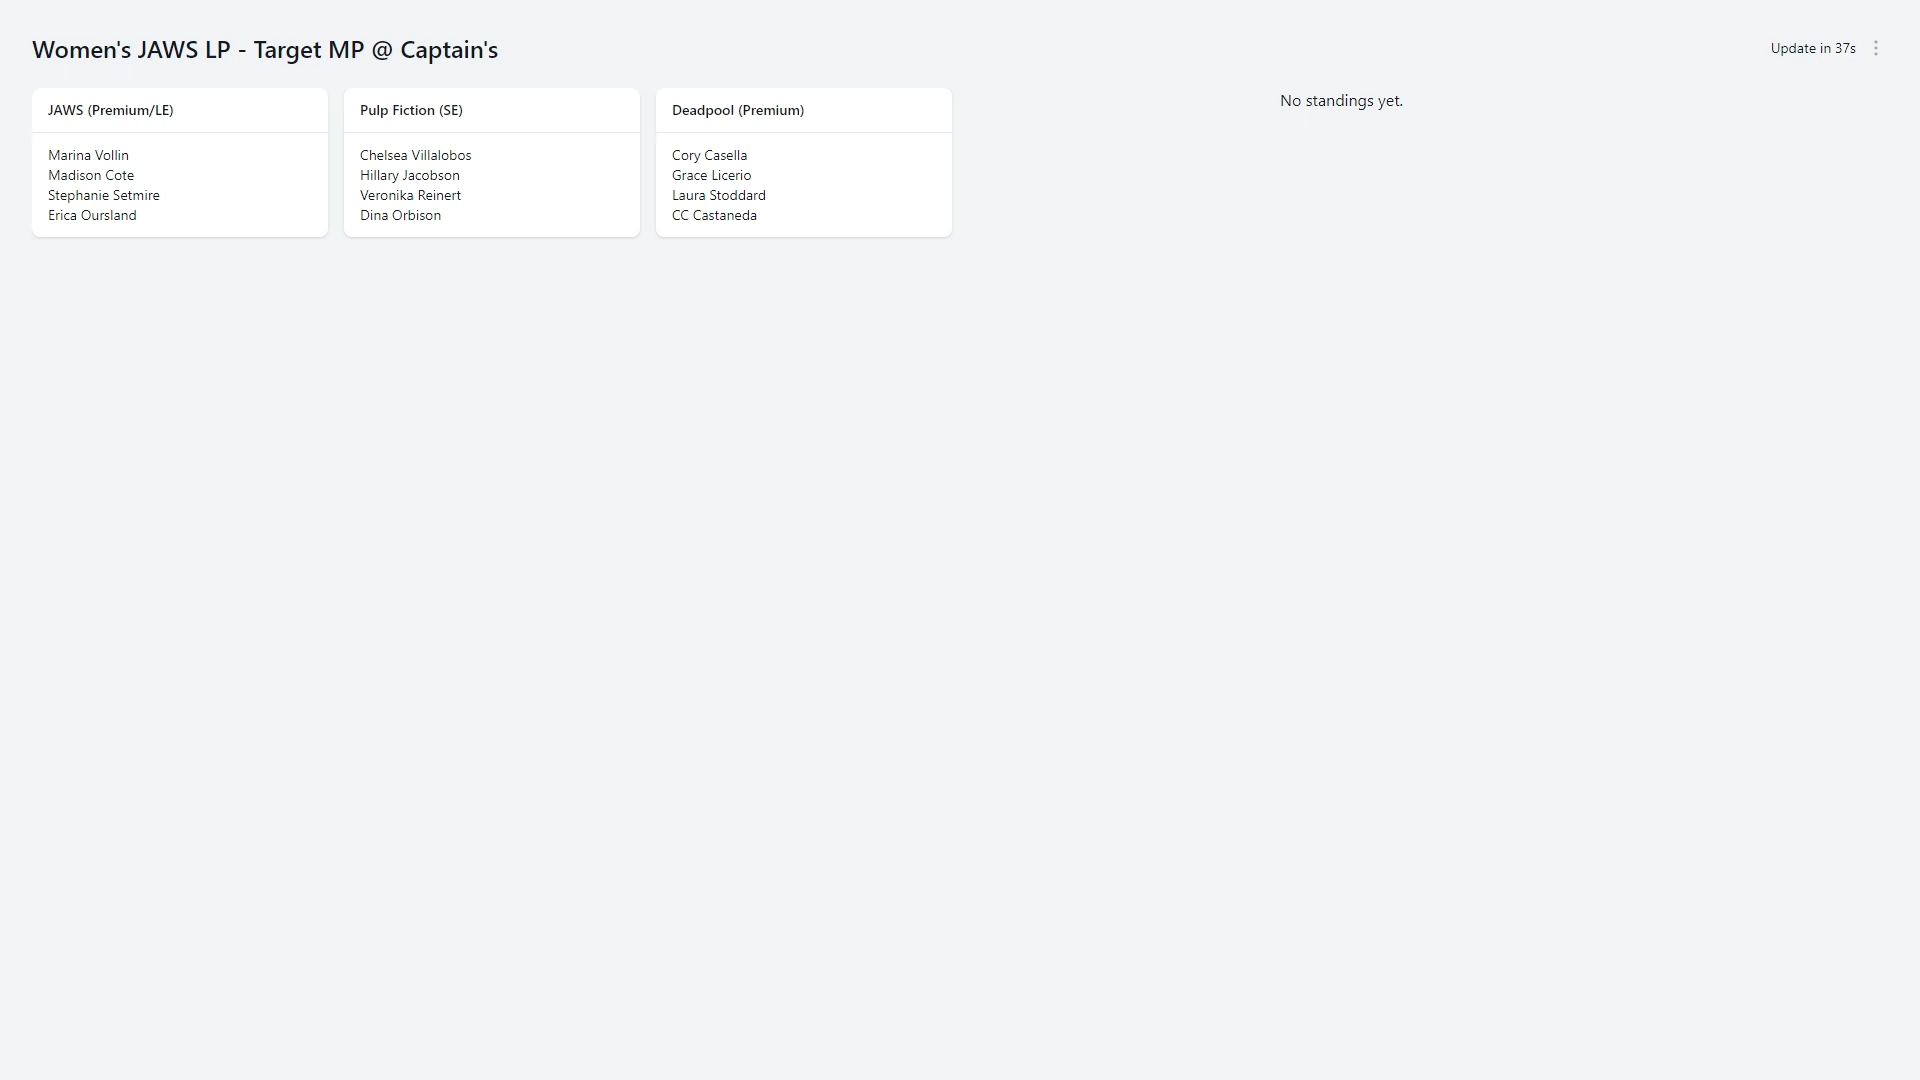 Women's JAWS LP - Target MP @ Captain's
Update in 37s
JAWS (Premium/LE)
Marina Vollin
Madison Cote
Stephanie Setmire
Erica Oursland
Pulp Fiction (SE)
Chelsea Villalobos
Hillary Jacobson
Veronika Reinert
Dina Orbison
Deadpool (Premium)
Cory Casella
Grace Licerio
Laura Stoddard
CC Castaneda
No standings yet.